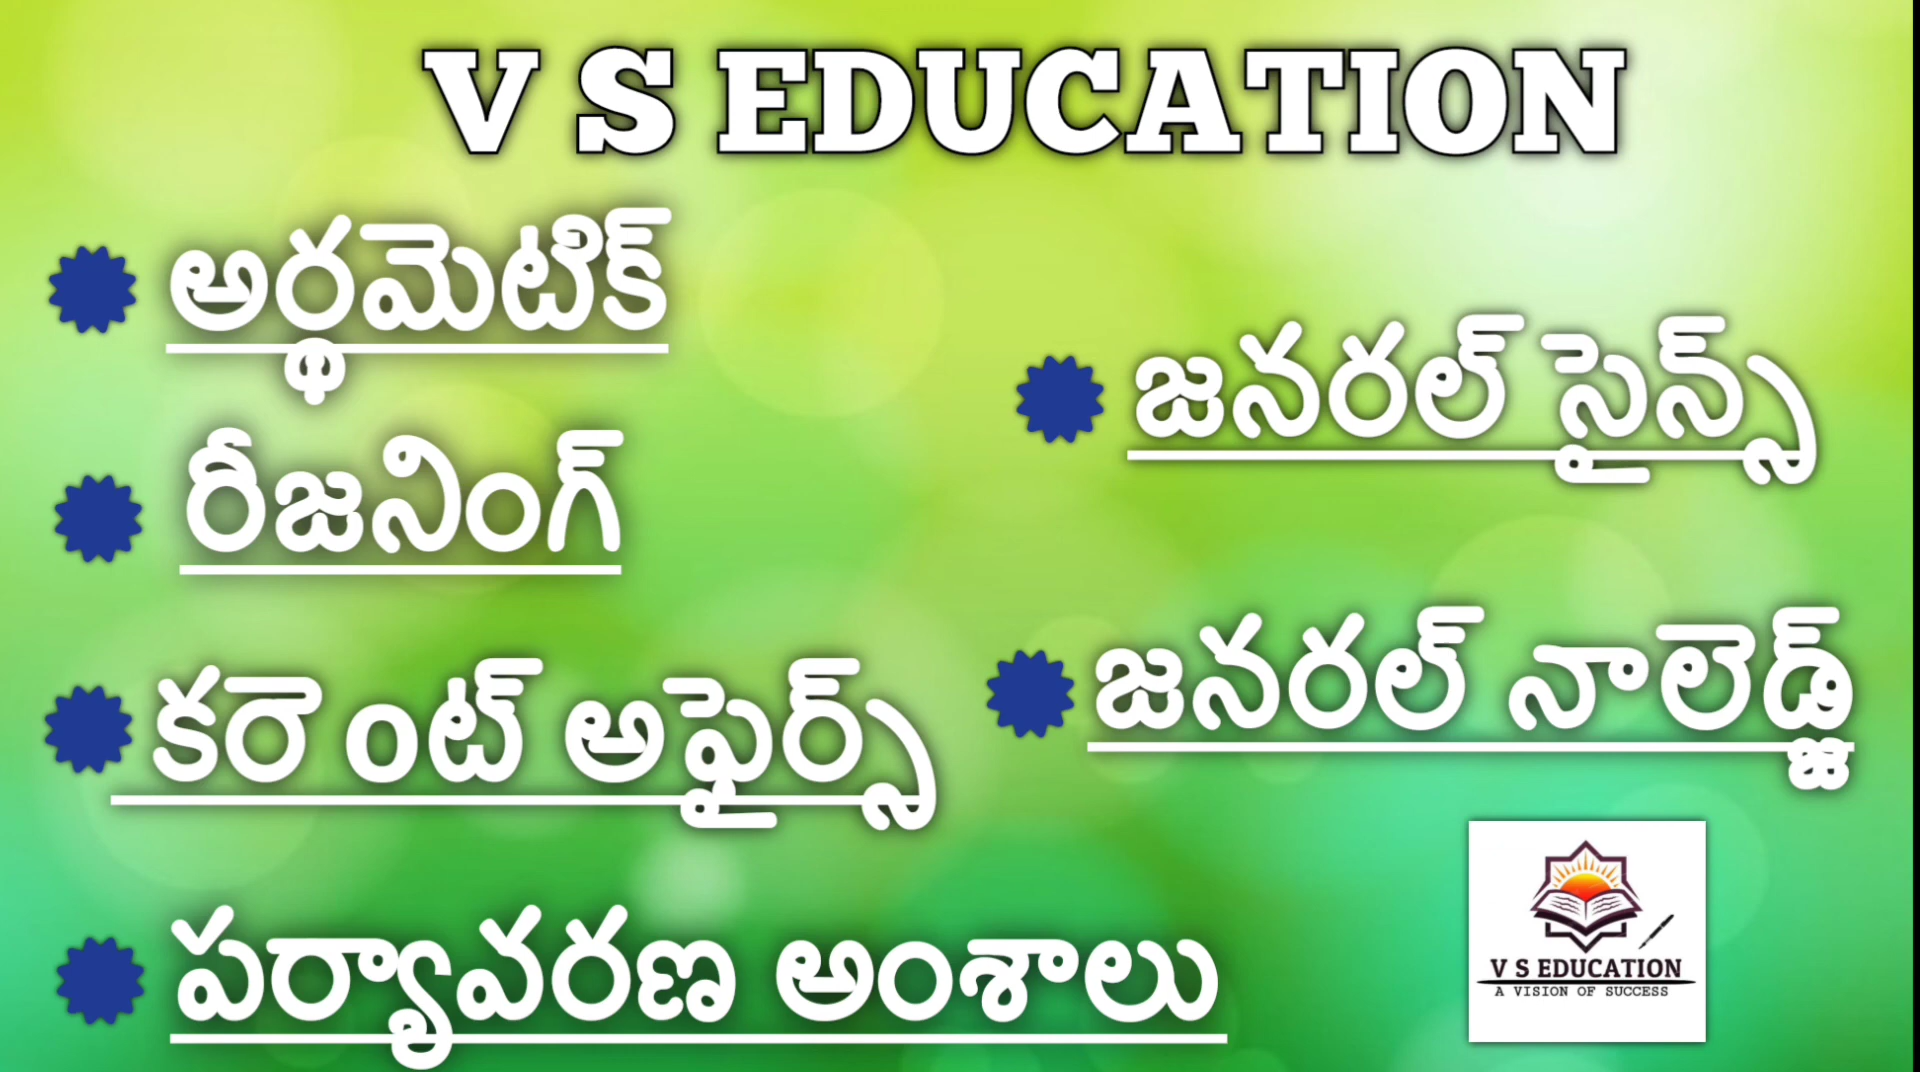 V S EDUCATION
అర్థమెటిక్
రీజనింగ్
కరెంట్ అఫైర్స్
పర్యావరణ అంశాలు
జనరల్ సైన్స్
జనరల్ నాలెడ్జ్
V S EDUCATION
A VISION OF SUCCESS